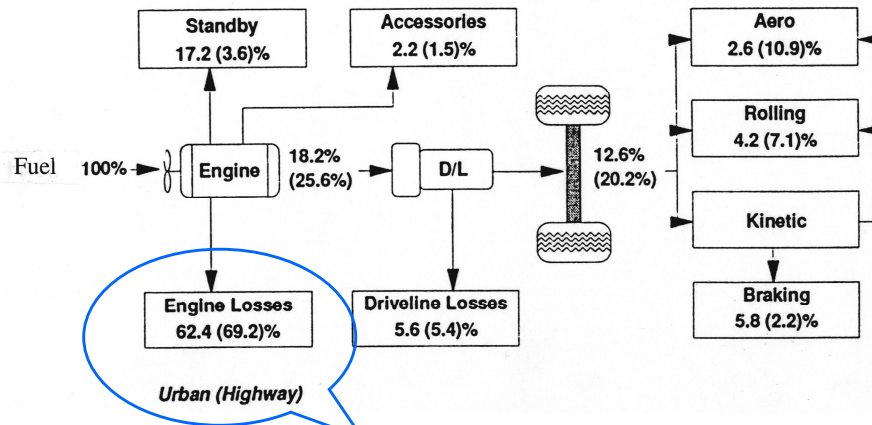 Standby
17.2 (3.6)%
Accessories
2.2 (1.5)%
Aero
2.6 (10.9)%
Rolling
4.2 (7.1)%
Fuel
100%
Engine
18.2%
(25.6%)
D/L
12.6%
(20.2%)
Kinetic
Engine Losses
62.4 (69.2)%
Driveline Losses
5.6 (5.4)%
Braking
5.8 (2.2)%
Urban (Highway)